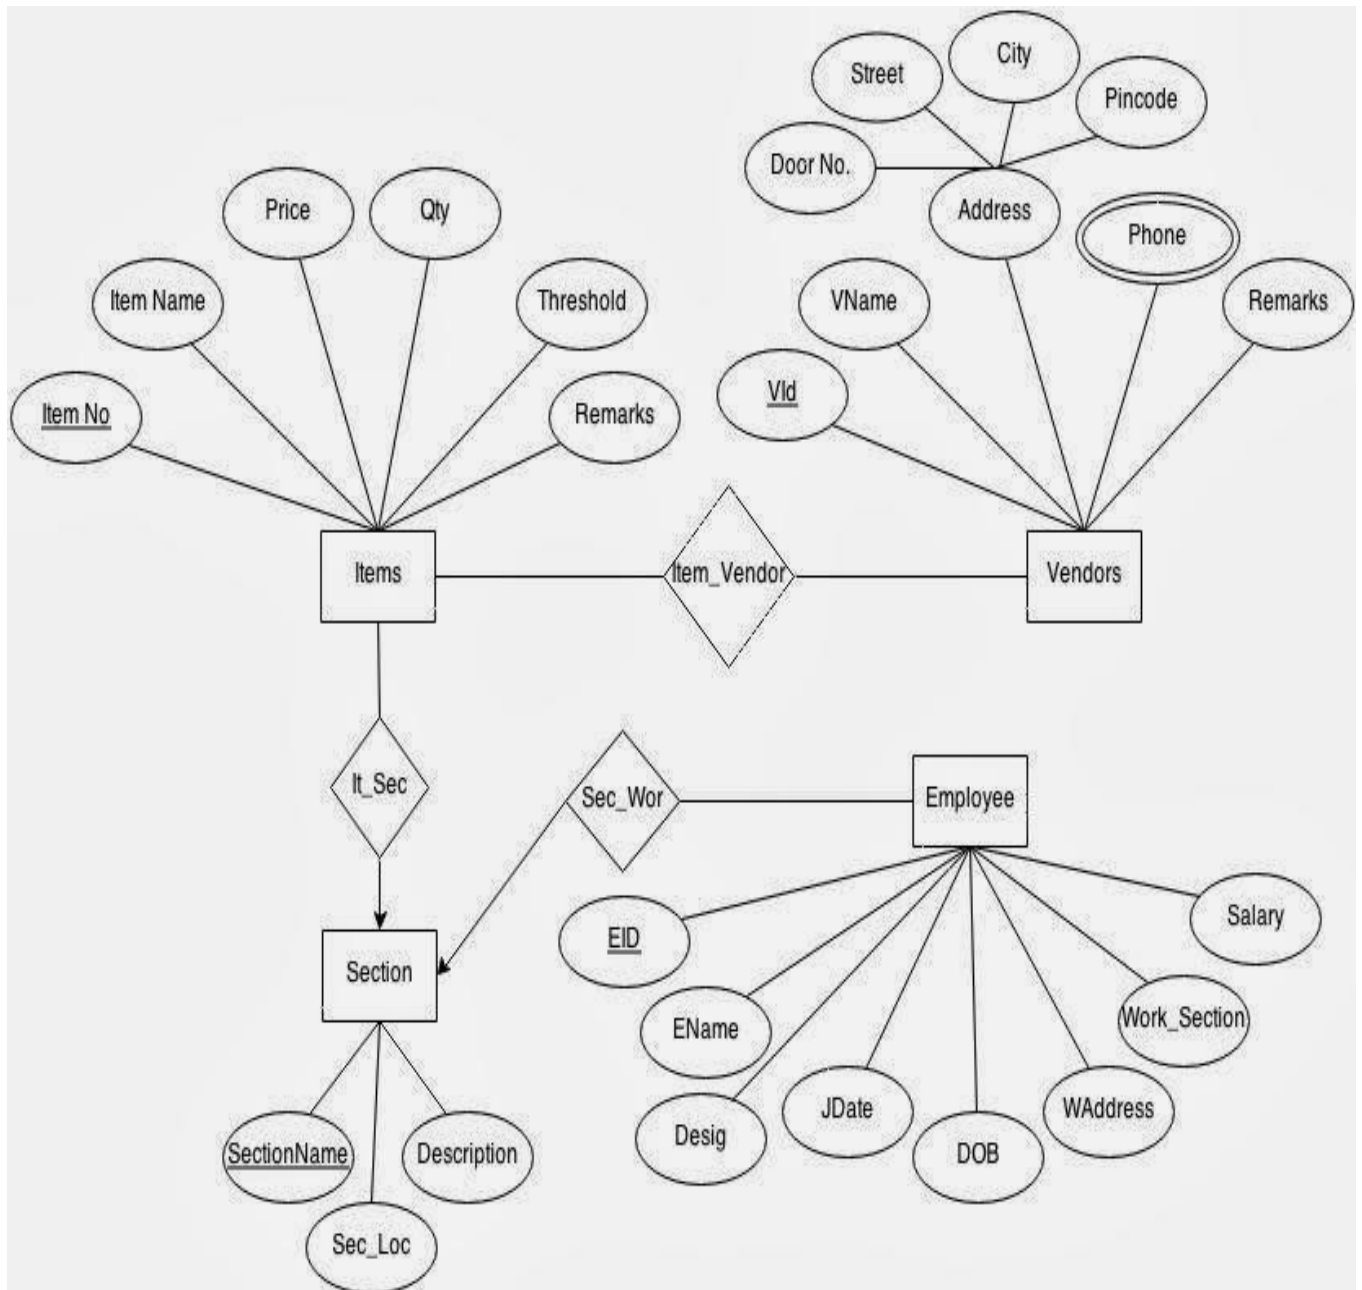 City
Street
Pincode
Door No.
Price
Qty
Address
Phone
Item Name
Threshold
VName
Remarks
VId
Item No
Remarks
Items
Item_Vendor
Vendors
It_Sec
Sec_Wor
Employee
Salary
EID
Section
Work_Section
EName
JDate
WAddress
Desig
SectionName
Description
DOB
Sec_Loc